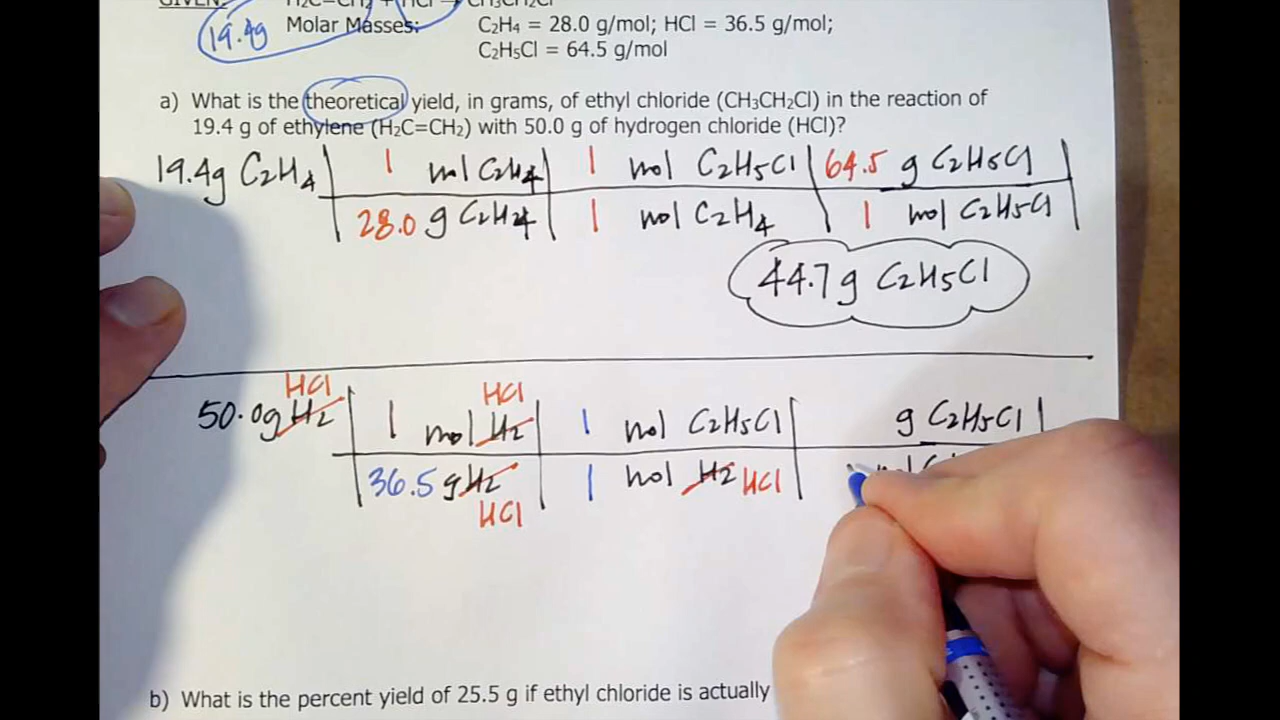 GIVEN: H₂C=CH₂ + HCl → CH₃CH₂Cl
19.4g Molar Masses: C₂H₄ = 28.0 g/mol; HCl = 36.5 g/mol;
C₂H₅Cl = 64.5 g/mol
a) What is the theoretical yield, in grams, of ethyl chloride (CH₃CH₂Cl) in the reaction of
19.4 g of ethylene (H₂C=CH₂) with 50.0 g of hydrogen chloride (HCl)?
19.4g C₂H₄ 1 mol C₂H₄ 1 mol C₂H₅Cl 64.5 g C₂H₅Cl
28.0 g C₂H₄ 1 mol C₂H₄ 1 mol C₂H₅Cl
44.7g C₂H₅Cl
HCl HCl
50.0g H₂ 1 mol H₂ 1 mol C₂H₅Cl g C₂H₅Cl
36.5 g H₂ 1 mol H₂ HCl
HCl
b) What is the percent yield of 25.5 g if ethyl chloride is actually